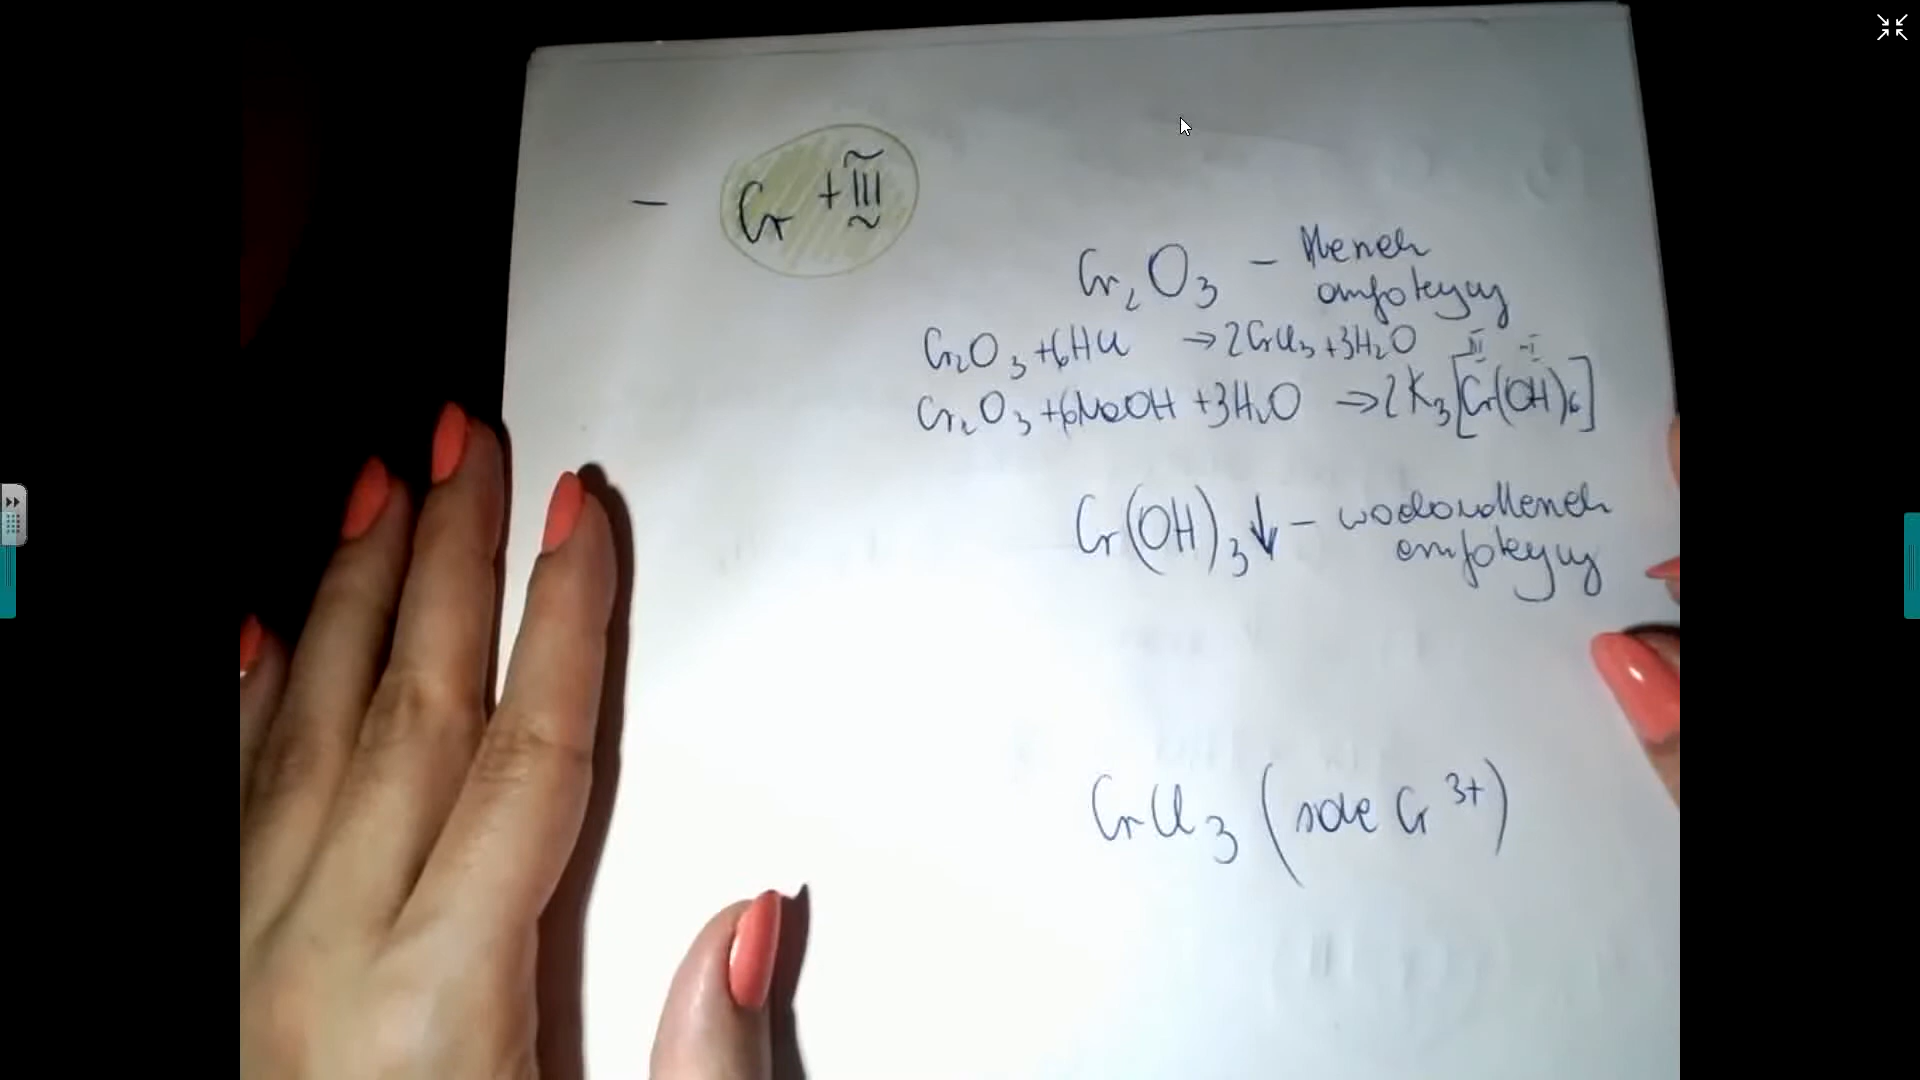 - Cr +III
Cr₂O₃ - tlenek
amfoteryczny
Cr₂O₃ + 6HCl → 2CrCl₃ + 3H₂O
III -I
Cr₂O₃ + 6NaOH + 3H₂O → 2K₃[Cr(OH)₆]
Cr(OH)₃↓ - wodorotlenek
amfoteryczny
CrCl₃ (sole Cr³⁺)